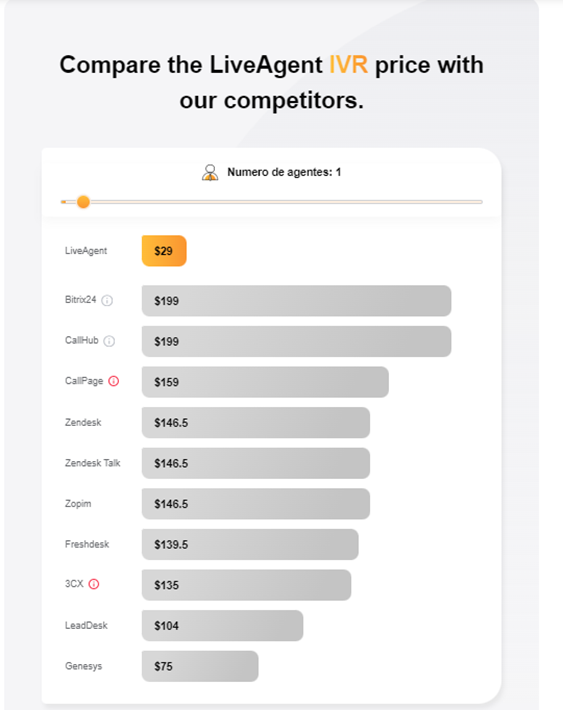 Compare the LiveAgent IVR price with
our competitors.
Numero de agentes: 1
LiveAgent $29
Bitrix24 $199
CallHub $199
CallPage $159
Zendesk $146.5
Zendesk Talk $146.5
Zopim $146.5
Freshdesk $139.5
3CX $135
LeadDesk $104
Genesys $75